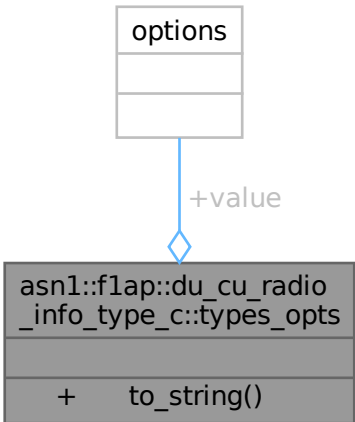 options
+value
asn1::f1ap::du_cu_radio
_info_type_c::types_opts
+ to_string()